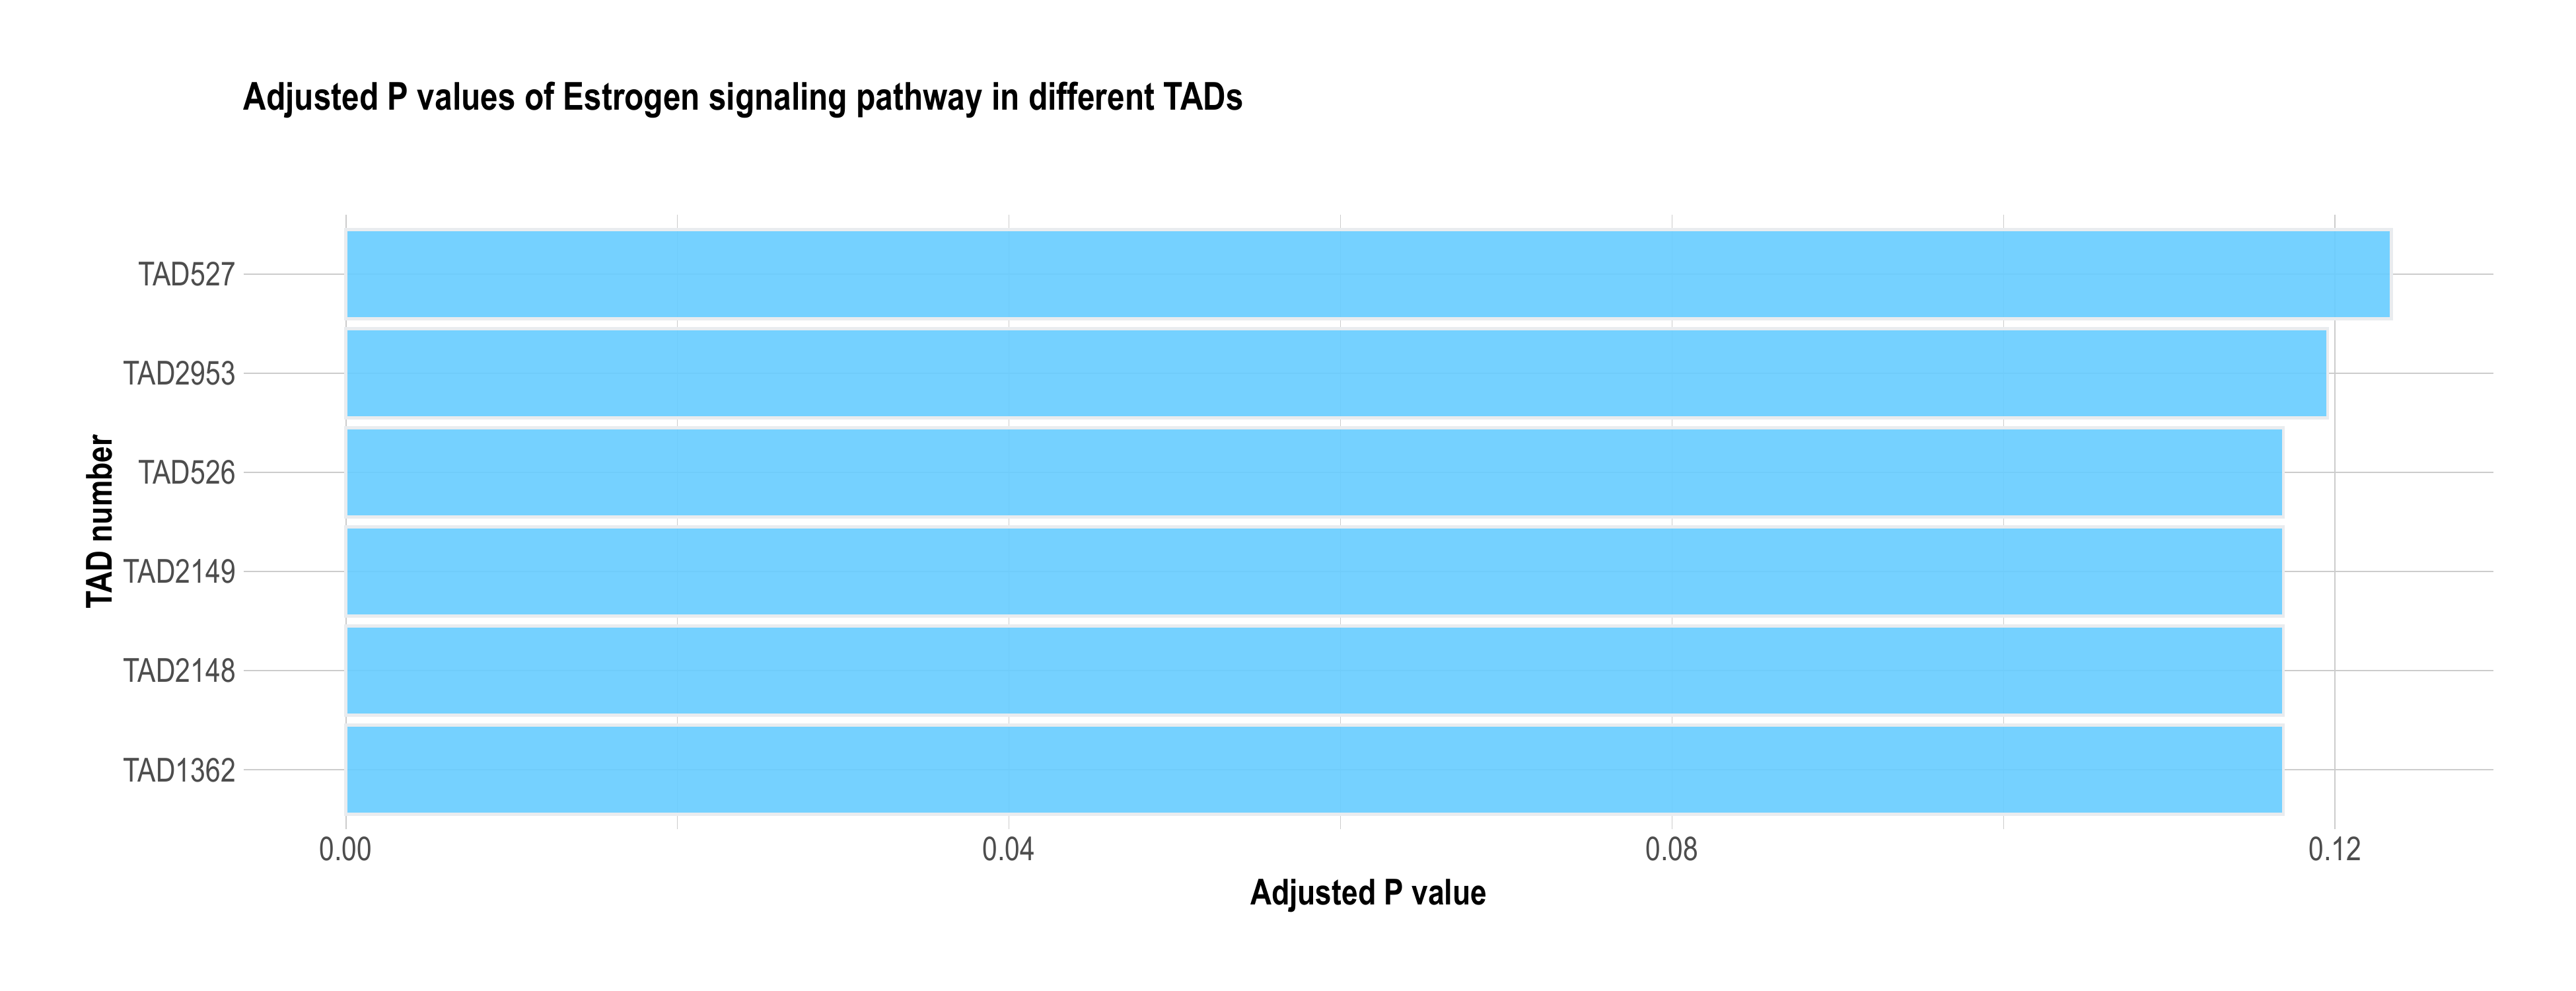 Adjusted P values of Estrogen signaling pathway in different TADs
TAD number
TAD527
TAD2953
TAD526
TAD2149
TAD2148
TAD1362
0.00 0.04 0.08 0.12
Adjusted P value